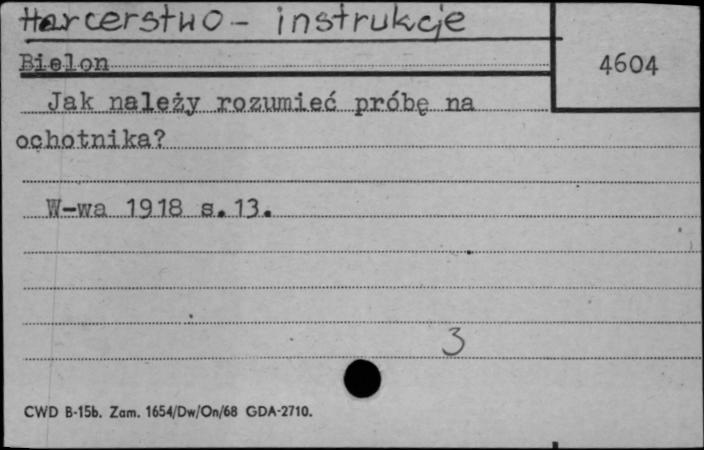 Harcerstwo - instrukcje
Bielon
4604
Jak należy rozumieć próbę na
ochotnika?
W-wa 1918 s.13.
3
CWD B-15b. Zam. 1654/Dw/On/68 GDA-2710.